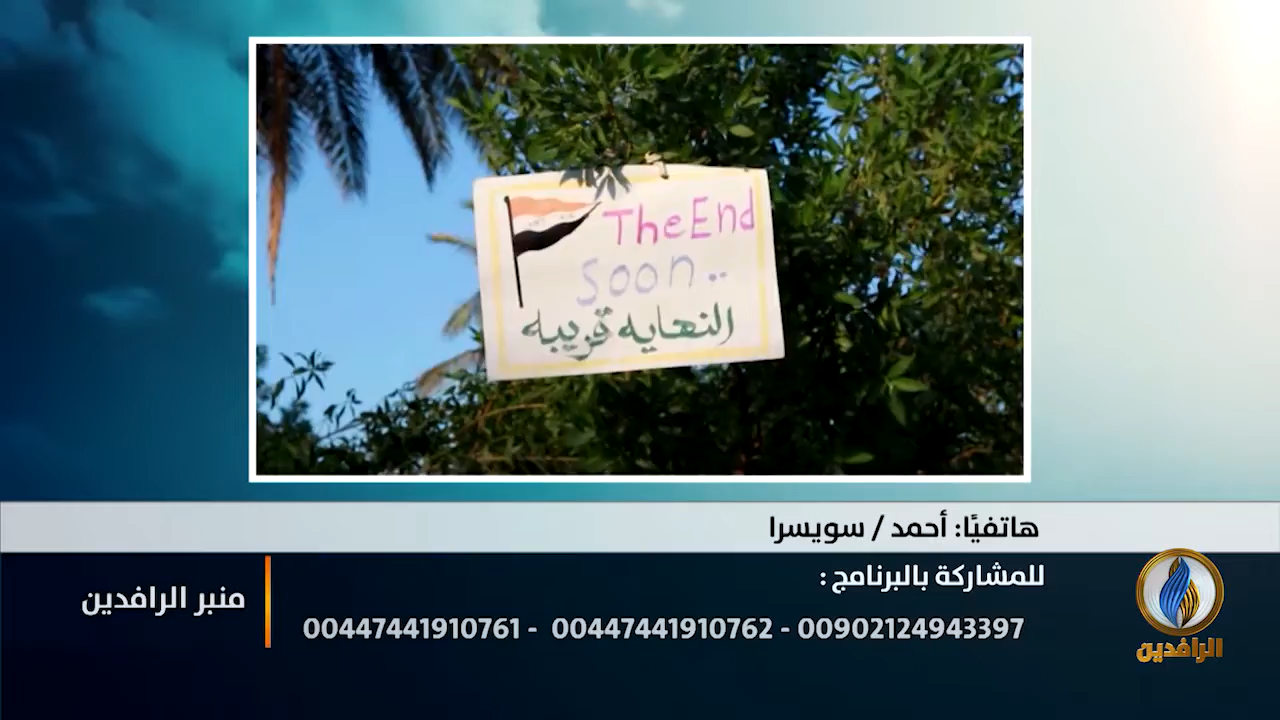 The End
Soon..
النهايه قريبه
هاتفيًا: أحمد / سويسرا
للمشاركة بالبرنامج :
00447441910761 - 00447441910762 - 00902124943397
منبر الرافدين
الرافدين